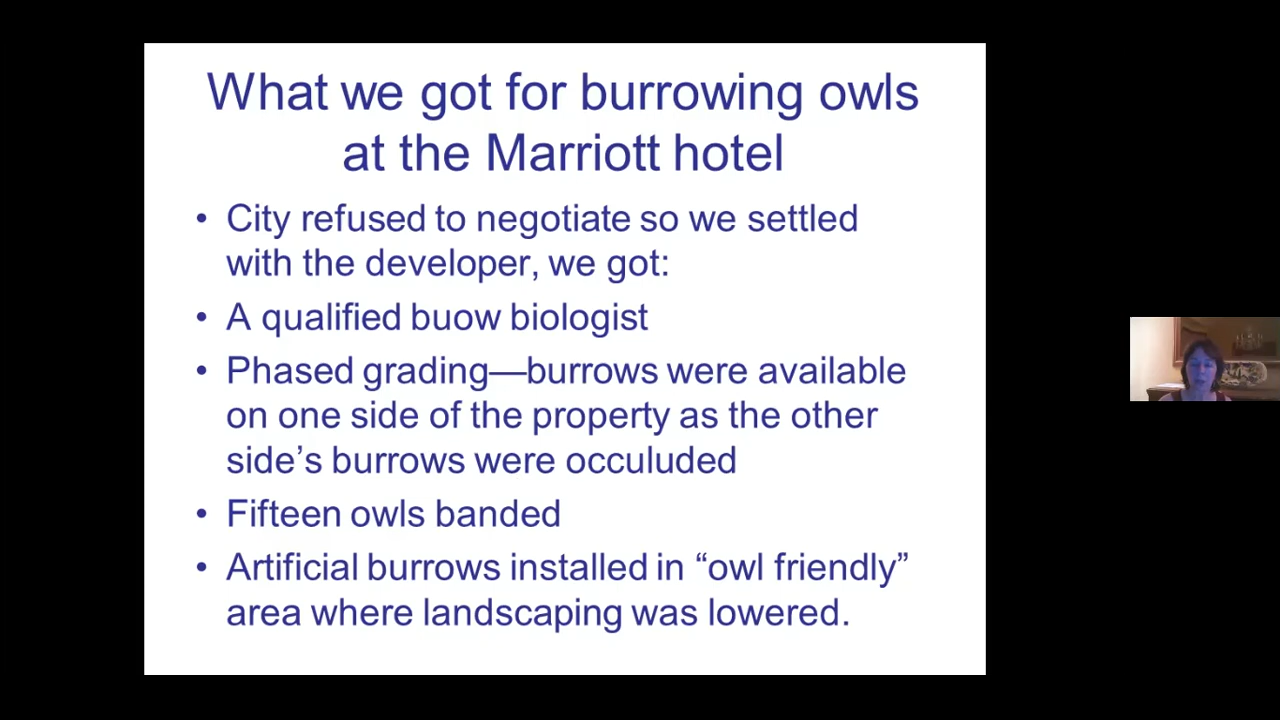 What we got for burrowing owls
at the Marriott hotel
• City refused to negotiate so we settled
with the developer, we got:
• A qualified buow biologist
• Phased grading—burrows were available
on one side of the property as the other
side’s burrows were occuluded
• Fifteen owls banded
• Artificial burrows installed in “owl friendly”
area where landscaping was lowered.